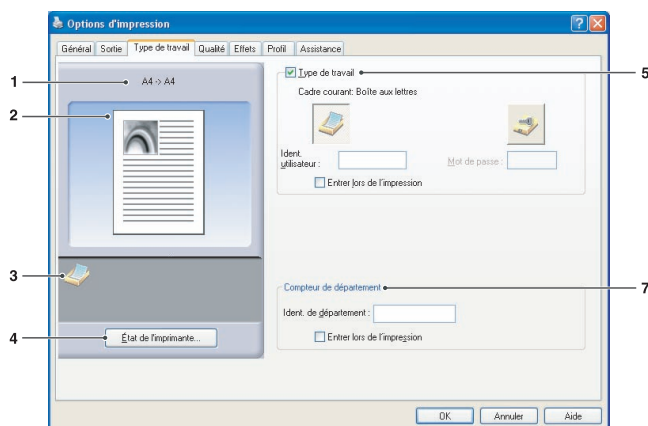 Options d'impression
Général Sortie Type de travail Qualité Effets Profil Assistance
1
A4 -> A4
2
3
4
État de l'imprimante...
Type de travail
5
Cadre courant: Boîte aux lettres
Ident. utilisateur :
Mot de passe :
Entrer lors de l'impression
Compteur de département
7
Ident. de département :
Entrer lors de l'impression
OK Annuler Aide